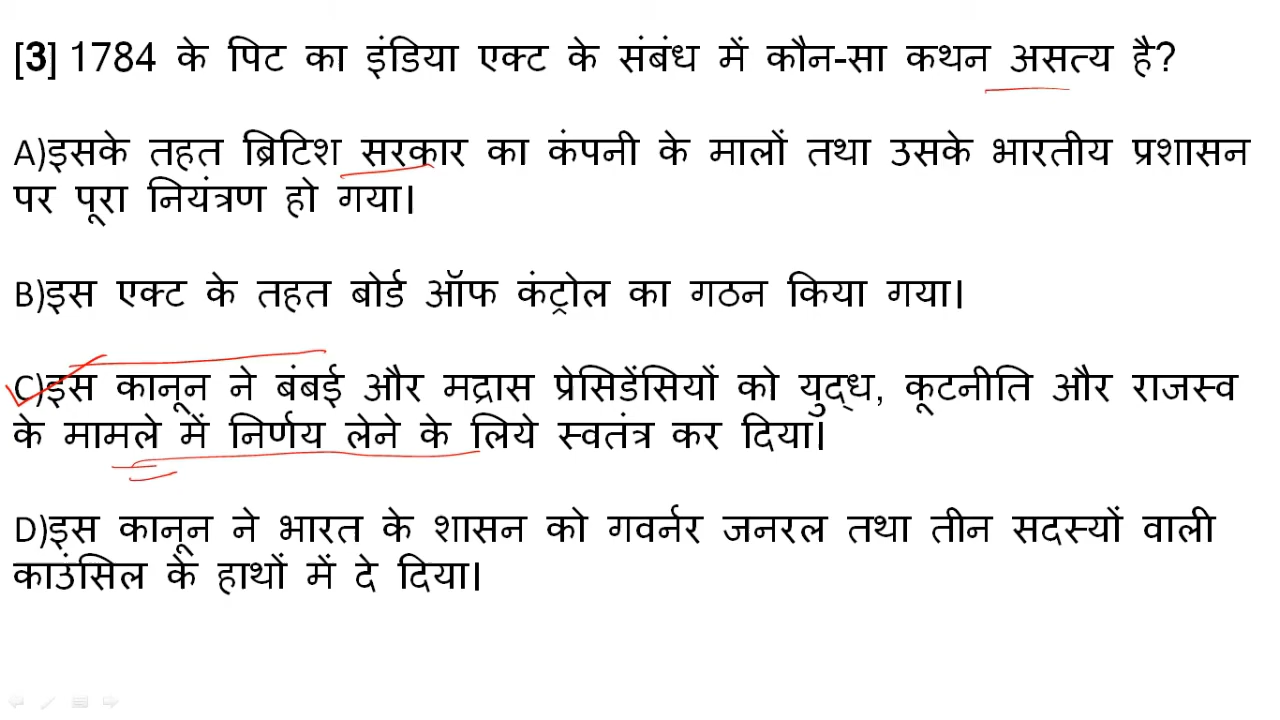 [3] 1784 के पिट का इंडिया एक्ट के संबंध में कौन-सा कथन असत्य है?
A)इसके तहत ब्रिटिश सरकार का कंपनी के मालों तथा उसके भारतीय प्रशासन
पर पूरा नियंत्रण हो गया।
B)इस एक्ट के तहत बोर्ड ऑफ कंट्रोल का गठन किया गया।
C)इस कानून ने बंबई और मद्रास प्रेसिडेंसियों को युद्ध, कूटनीति और राजस्व
के मामले में निर्णय लेने के लिये स्वतंत्र कर दिया।
D)इस कानून ने भारत के शासन को गवर्नर जनरल तथा तीन सदस्यों वाली
काउंसिल के हाथों में दे दिया।